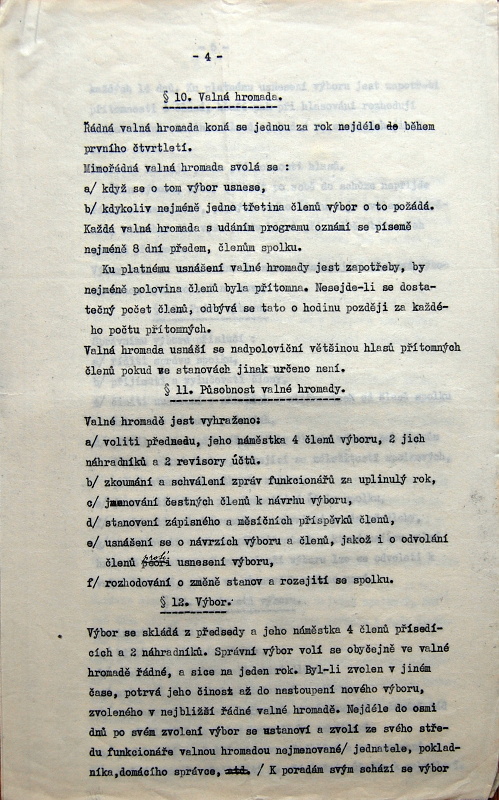 - 4 -
§ 10. Valná hromada.
Řádná valná hromada koná se jednou za rok nejdéle do během
prvního čtvrtletí.
Mimořádná valná hromada svolá se :
a/ když se o tom výbor usnese,
b/ kdykoliv nejméně jedno třetina členů výbor o to požádá.
Každá valná hromada s udáním programu oznámí se písemě
nejméně 8 dní předem, členům spolku.
Ku platnému usnášení valné hromady jest zapotřeby, by
nejméně polovina členů byla přítomna. Nesejde-li se dosta-
tečný počet členů, odbývá se tato o hodinu později za každé-
ho počtu přítomných.
Valná hromada usnáší se nadpoloviční většinou hlasů přítomných
členů pokud ve stanovách jinak určeno není.
§ 11. Působnost valné hromady.
Valné hromadě jest vyhraženo:
a/ voliti předsedu, jeho náměstka 4 členů výboru, 2 jich
náhradníků a 2 revisory účtů.
b/ zkoumání a schválení zpráv funkcionářů za uplinulý rok,
c/ jmenování čestných členů k návrhu výboru,
d/ stanovení zápisného a měsíčních příspěvků členů,
e/ usnášení se o návrzích výboru a členů, jakož i o odvolání
členů proti usnesení výboru,
f/ rozhodování o změně stanov a rozejití se spolku.
§ 12. Výbor.
Výbor se skládá z předsedy a jeho náměstka 4 členů přísedí-
cích a 2 náhradníků. Správní výbor volí se obyčejně ve valné
hromadě řádné, a sice na jeden rok. Byl-li zvolen v jiném
čase, potrvá jeho činost až do nastoupení nového výboru,
zvoleného v nejbližší řádné valné hromadě. Nejdéle do osmi
dnů po svém zvolení výbor se ustanoví a zvolí ze svého stře-
du funkcionáře valnou hromadou nejmenované/ jednatele, poklad-
níka,domácího správce, atd. / K poradám svým schází se výbor